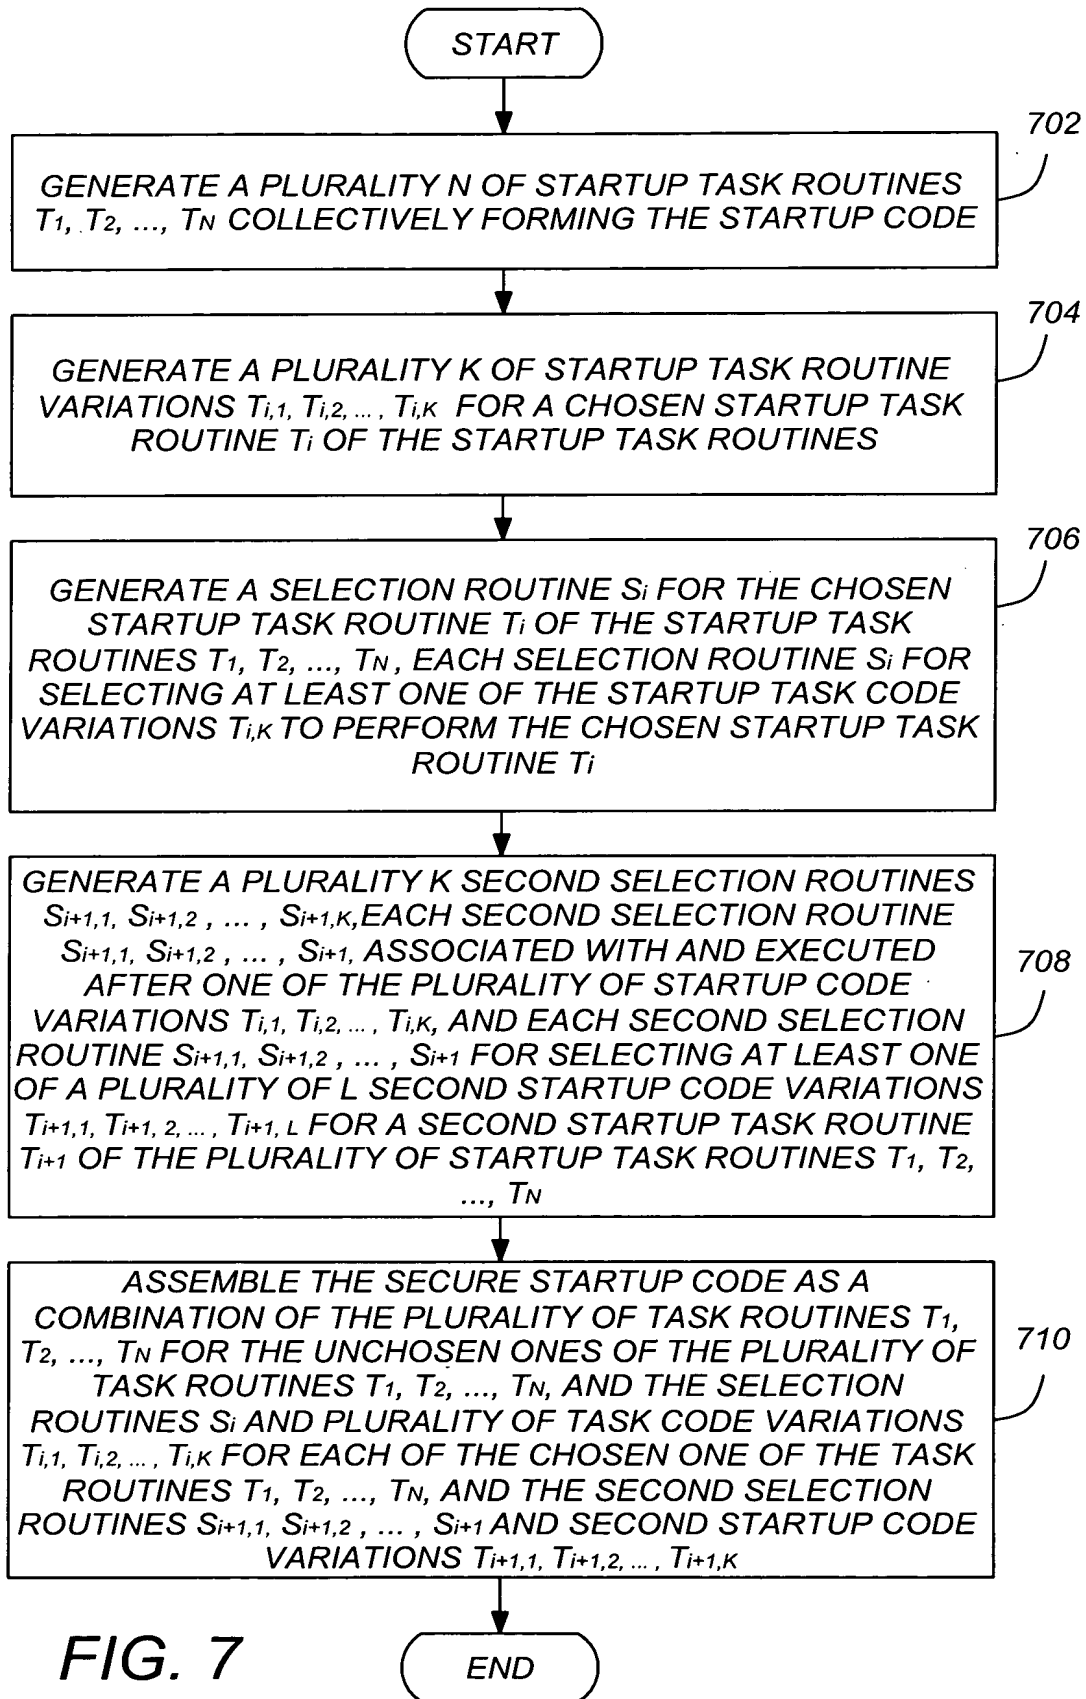 START
702
GENERATE A PLURALITY N OF STARTUP TASK ROUTINES
T1, T2, ..., TN COLLECTIVELY FORMING THE STARTUP CODE
704
GENERATE A PLURALITY K OF STARTUP TASK ROUTINE
VARIATIONS Ti,1, Ti,2, ... , Ti,K FOR A CHOSEN STARTUP TASK
ROUTINE Ti OF THE STARTUP TASK ROUTINES
706
GENERATE A SELECTION ROUTINE Si FOR THE CHOSEN
STARTUP TASK ROUTINE Ti OF THE STARTUP TASK
ROUTINES T1, T2, ..., TN, EACH SELECTION ROUTINE Si FOR
SELECTING AT LEAST ONE OF THE STARTUP TASK CODE
VARIATIONS Ti,K TO PERFORM THE CHOSEN STARTUP TASK
ROUTINE Ti
GENERATE A PLURALITY K SECOND SELECTION ROUTINES
Si+1,1, Si+1,2 , ... , Si+1,K, EACH SECOND SELECTION ROUTINE
Si+1,1, Si+1,2 , ... , Si+1, ASSOCIATED WITH AND EXECUTED
AFTER ONE OF THE PLURALITY OF STARTUP CODE
VARIATIONS Ti,1, Ti,2, ... , Ti,K, AND EACH SECOND SELECTION
ROUTINE Si+1,1, Si+1,2 , ... , Si+1 FOR SELECTING AT LEAST ONE
OF A PLURALITY OF L SECOND STARTUP CODE VARIATIONS
Ti+1,1, Ti+1, 2, ... , Ti+1, L FOR A SECOND STARTUP TASK ROUTINE
Ti+1 OF THE PLURALITY OF STARTUP TASK ROUTINES T1, T2,
..., TN
708
ASSEMBLE THE SECURE STARTUP CODE AS A
COMBINATION OF THE PLURALITY OF TASK ROUTINES T1,
T2, ..., TN FOR THE UNCHOSEN ONES OF THE PLURALITY OF
TASK ROUTINES T1, T2, ..., TN, AND THE SELECTION
ROUTINES Si AND PLURALITY OF TASK CODE VARIATIONS
Ti,1, Ti,2, ... , Ti,K FOR EACH OF THE CHOSEN ONE OF THE TASK
ROUTINES T1, T2, ..., TN, AND THE SECOND SELECTION
ROUTINES Si+1,1, Si+1,2 , ... , Si+1 AND SECOND STARTUP CODE
VARIATIONS Ti+1,1, Ti+1,2, ... , Ti+1,K
710
FIG. 7
END